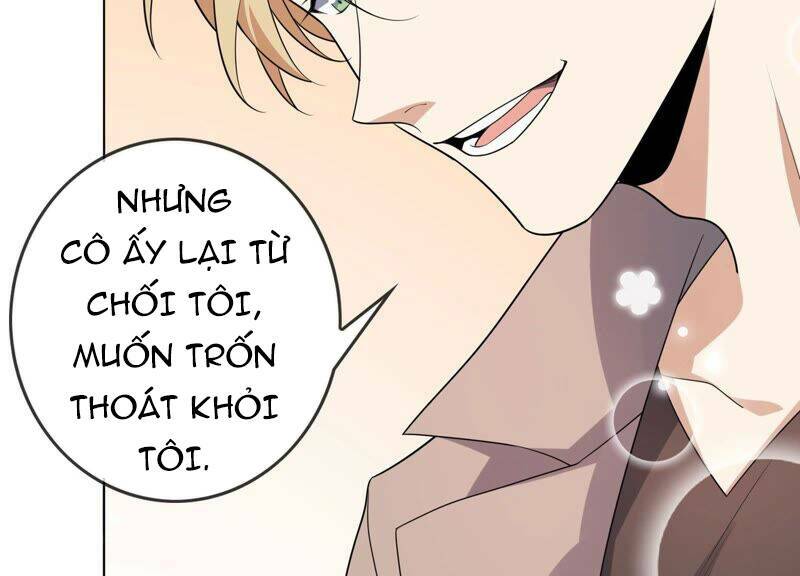 NHƯNG
CÔ ẤY LẠI TỪ
CHỐI TÔI,
MUỐN TRỐN
THOÁT KHỎI
TÔI.